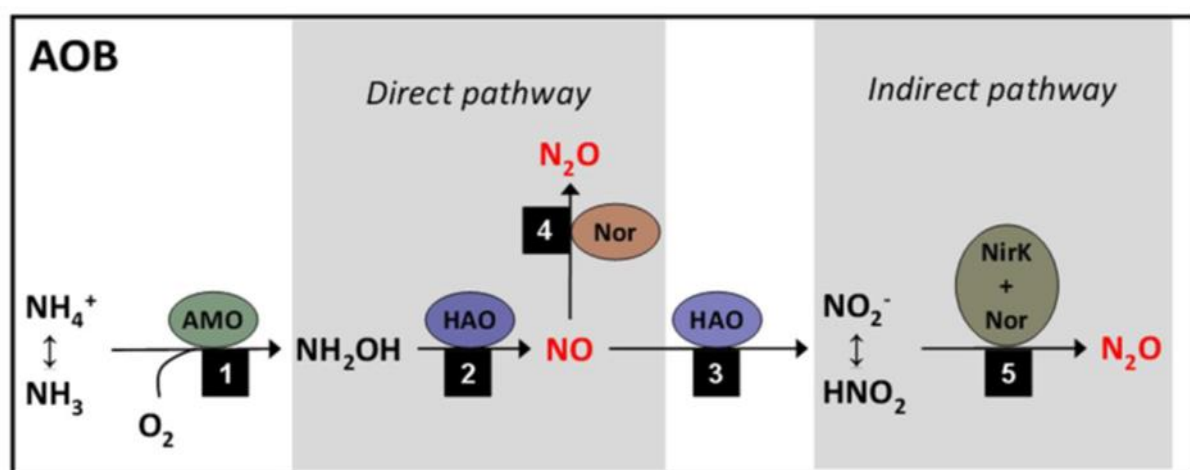 AOB
Direct pathway
Indirect pathway
N₂O
4
Nor
NirK
+
Nor
NH₄⁺
NH₃
O₂
AMO
1
NH₂OH
HAO
2
NO
HAO
3
NO₂⁻
HNO₂
5
N₂O